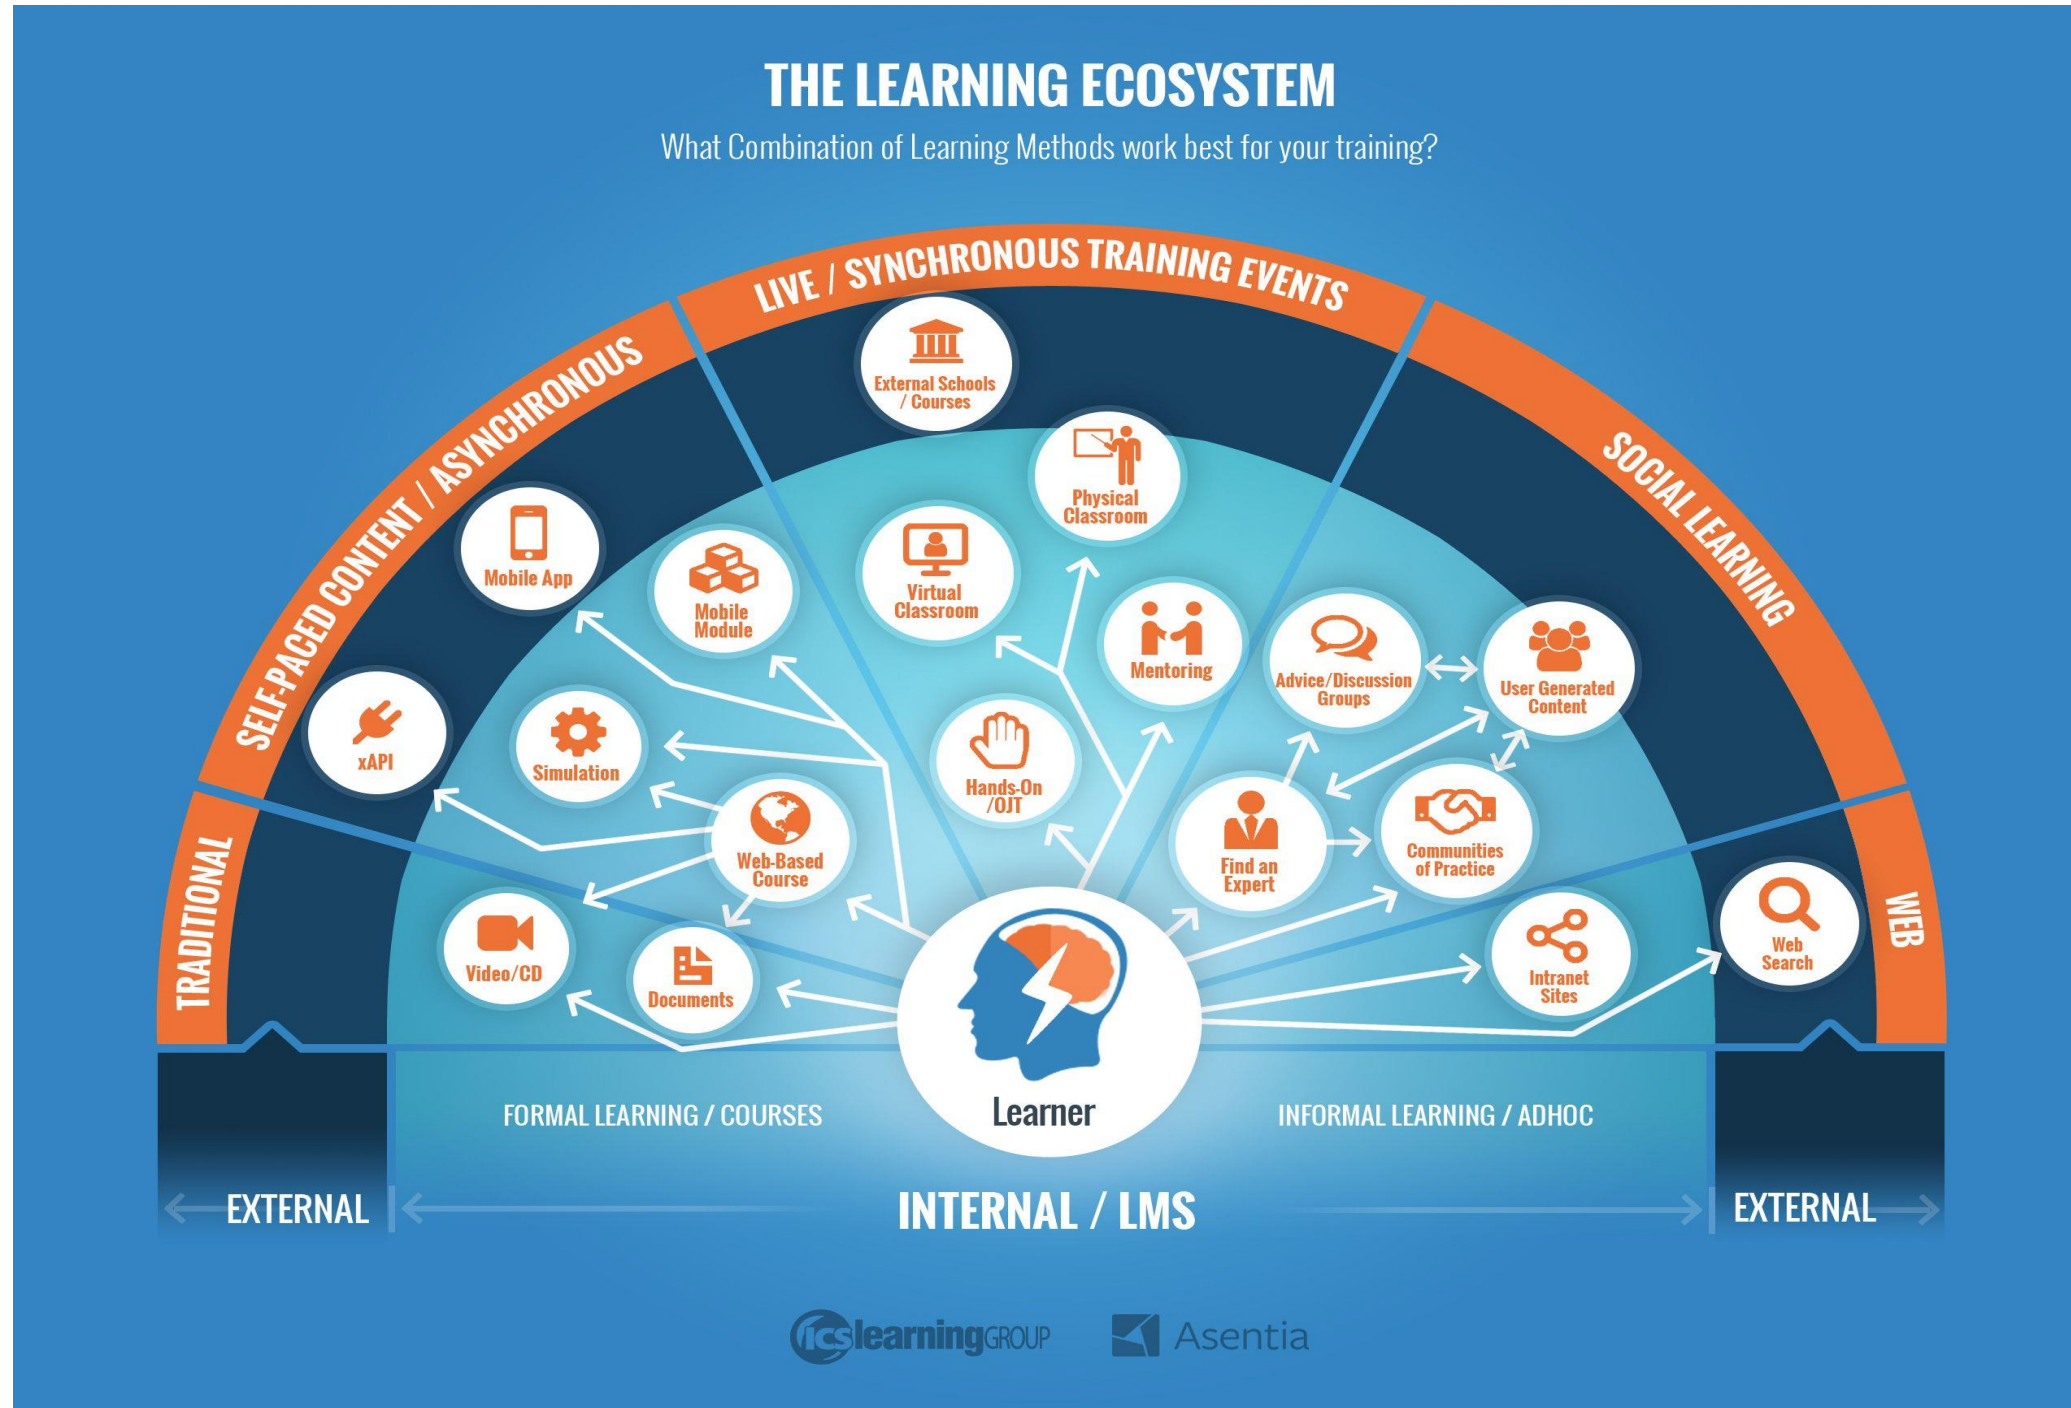 THE LEARNING ECOSYSTEM
What Combination of Learning Methods work best for your training?
TRADITIONAL
SELF-PACED CONTENT / ASYNCHRONOUS
LIVE / SYNCHRONOUS TRAINING EVENTS
SOCIAL LEARNING
WEB
External Schools
/ Courses
Physical
Classroom
Virtual
Classroom
Mentoring
Hands-On
/OJT
Mobile App
Mobile
Module
xAPI
Simulation
Web-Based
Course
Video/CD
Documents
Advice/Discussion
Groups
User Generated
Content
Find an
Expert
Communities
of Practice
Intranet
Sites
Web
Search
Learner
FORMAL LEARNING / COURSES
INFORMAL LEARNING / ADHOC
EXTERNAL
INTERNAL / LMS
EXTERNAL
icslearningGROUP
Asentia